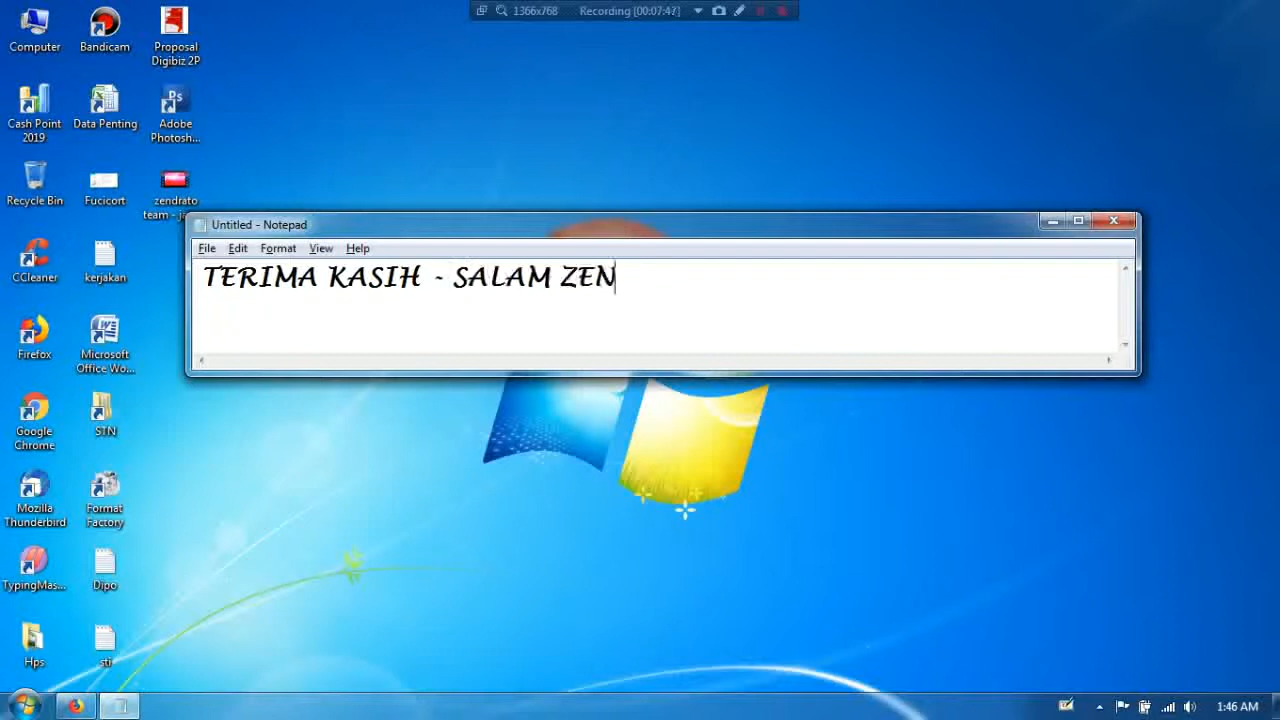 1366x768 Recording [00:07:47]
Computer
Bandicam
Proposal
Digibiz 2P
Cash Point
2019
Data Penting
Adobe
Photosh...
Ps
Recycle Bin
Fucicort
zendrato
Untitled - Notepad
File Edit Format View Help
TERIMA KASIH - SALAM ZEN
CCleaner
kerjakan
Firefox
Microsoft
Office Wo...
Google
Chrome
STN
Mozilla
Thunderbird
Format
Factory
TypingMas...
Dipo
Hps
sti
1:46 AM